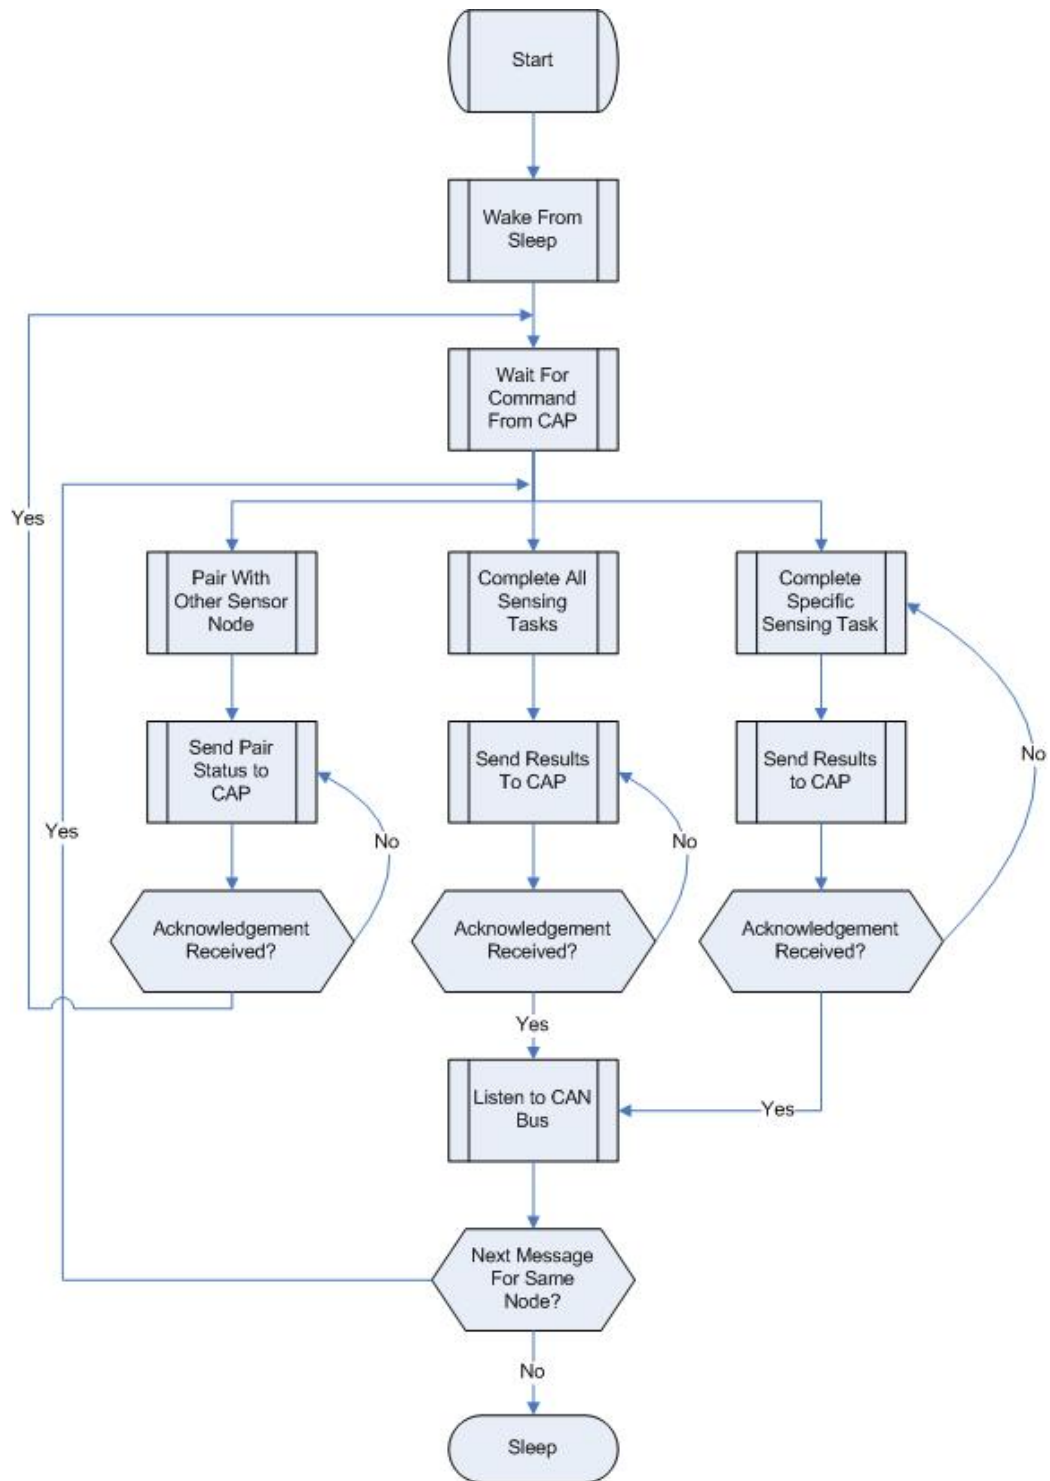 Start
Wake From
Sleep
Wait For
Command
From CAP
Yes
Pair With
Other Sensor
Node
Complete All
Sensing
Tasks
Complete
Specific
Sensing Task
Send Pair
Status to
CAP
Send Results
To CAP
Send Results
to CAP
No
Yes
No
No
Acknowledgement
Received?
Acknowledgement
Received?
Acknowledgement
Received?
Yes
Listen to CAN
Bus
Yes
Next Message
For Same
Node?
No
Sleep